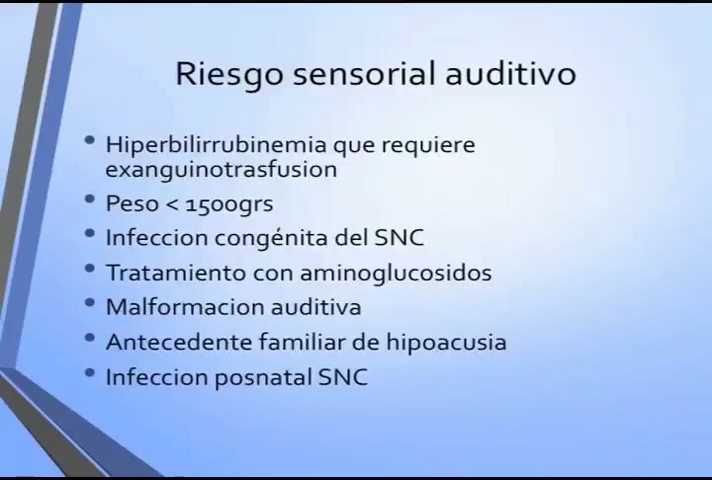 Riesgo sensorial auditivo
• Hiperbilirrubinemia que requiere
exanguinotrasfusion
• Peso < 1500grs
• Infeccion congénita del SNC
• Tratamiento con aminoglucosidos
• Malformacion auditiva
• Antecedente familiar de hipoacusia
• Infeccion posnatal SNC